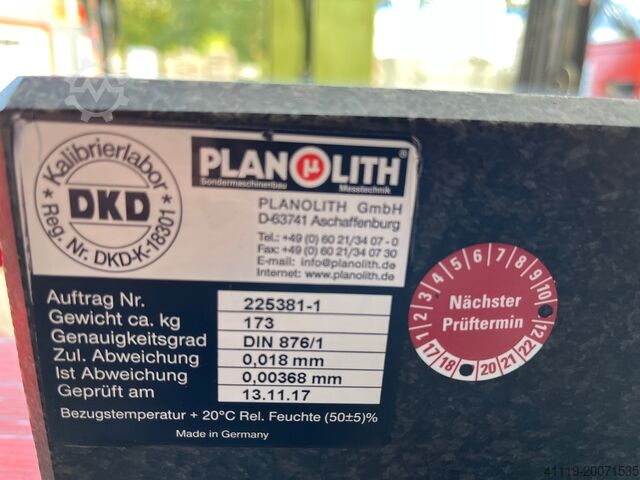 Kalibrierlabor
DKD
Reg. Nr. DKD-K-18301
PLANOLITH®
µ
Sondermaschinenbau Messtechnik
PLANOLITH GmbH
D-63741 Aschaffenburg
Tel.: +49 (0) 60 21/34 07 - 0
Fax: +49 (0) 60 21/34 07 30
E-mail: info@planolith.de
Internet: www.planolith.de
Auftrag Nr. 225381-1
Gewicht ca. kg 173
Genauigkeitsgrad DIN 876/1
Zul. Abweichung 0,018 mm
Ist Abweichung 0,00368 mm
Geprüft am 13.11.17
Bezugstemperatur + 20°C Rel. Feuchte (50±5)%
Made in Germany
1 2 3 4 5 6 7 8 9 10 12
Nächster
Prüftermin
17 18 20 21 22
41119-20071535